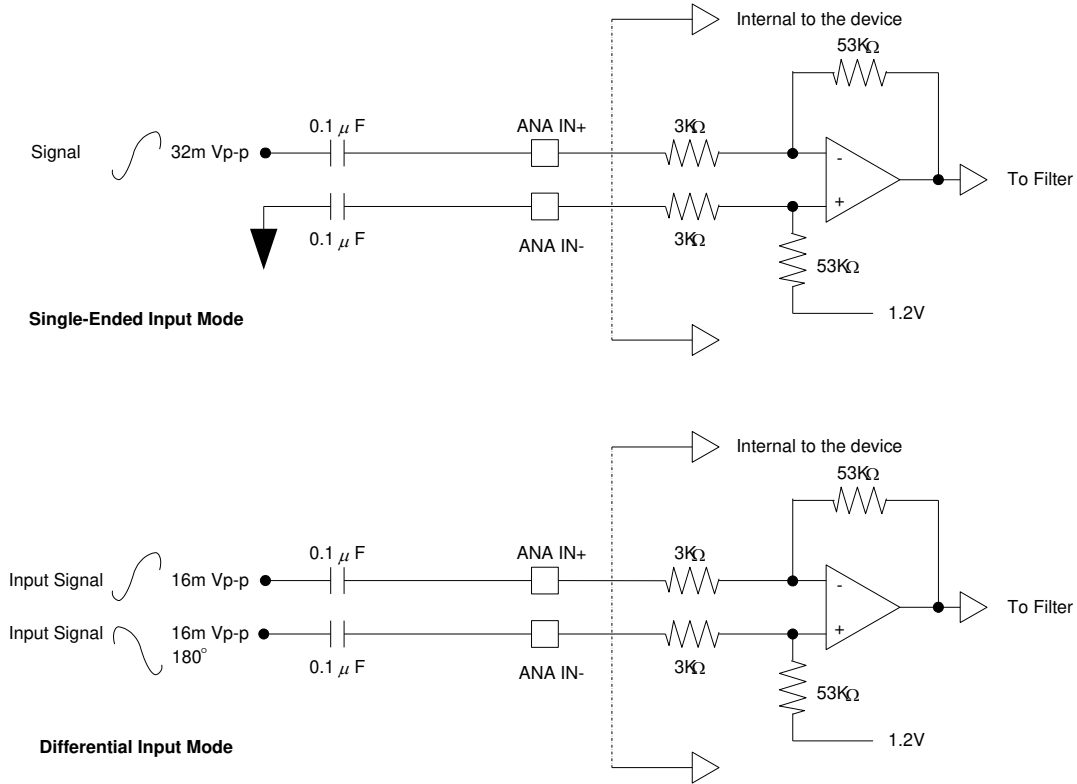 Internal to the device
53KΩ
0.1 μ F
ANA IN+
3KΩ
Signal
32m Vp-p
-
To Filter
+
0.1 μ F
ANA IN-
3KΩ
53KΩ
1.2V
Single-Ended Input Mode
Internal to the device
53KΩ
0.1 μ F
ANA IN+
3KΩ
Input Signal
16m Vp-p
-
To Filter
Input Signal
16m Vp-p
+
180°
0.1 μ F
ANA IN-
3KΩ
53KΩ
1.2V
Differential Input Mode